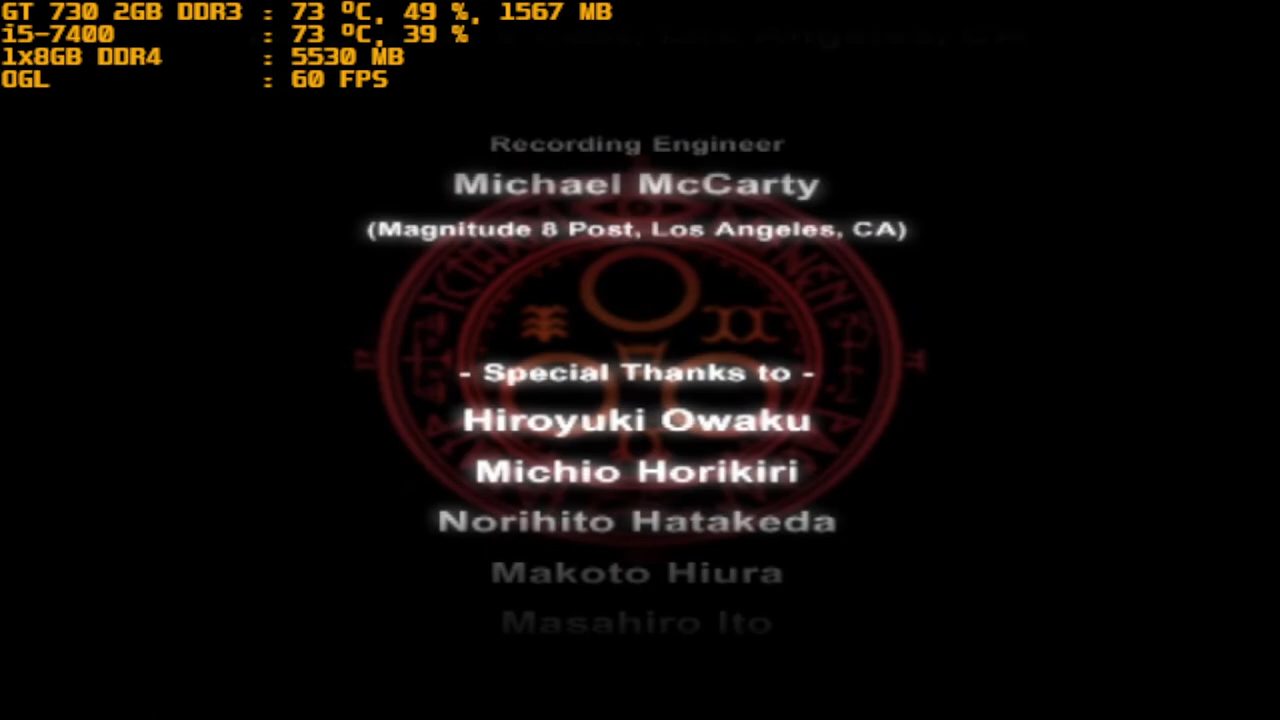 GT 730 2GB DDR3 : 73 ºC, 49 %, 1567 MB
i5-7400 : 73 ºC, 39 %
1x8GB DDR4 : 5530 MB
OGL : 60 FPS
Recording Engineer
Michael McCarty
(Magnitude 8 Post, Los Angeles, CA)
- Special Thanks to -
Hiroyuki Owaku
Michio Horikiri
Norihito Hatakeda
Makoto Hiura
Masahiro Ito